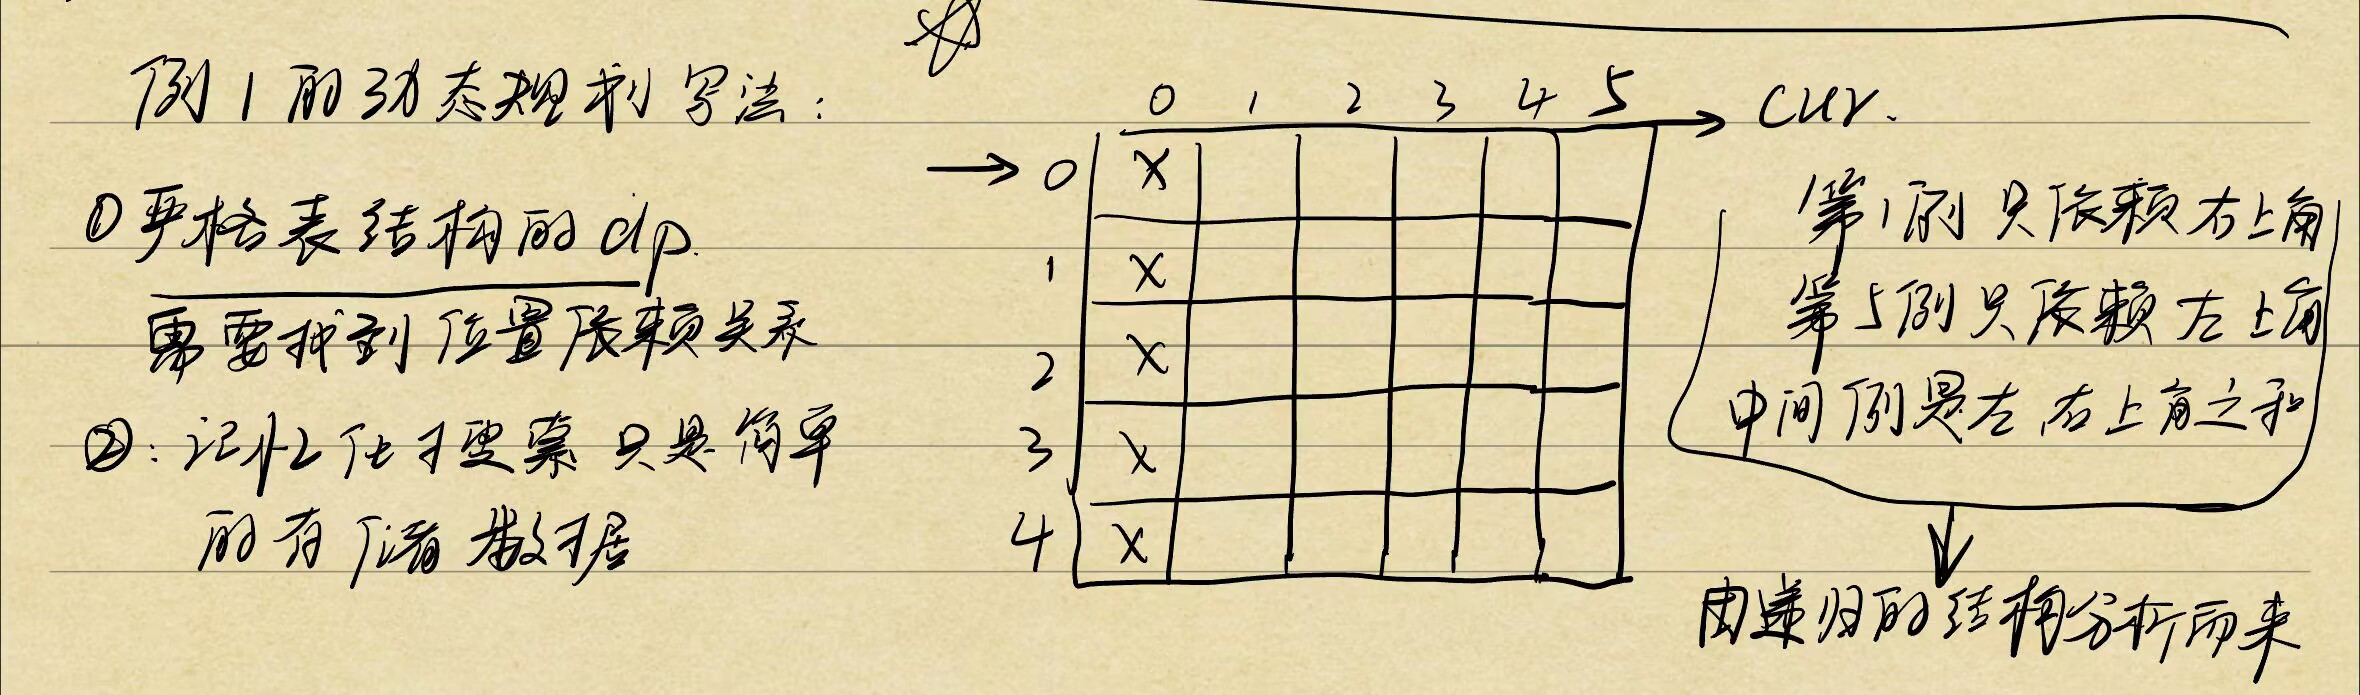 例1的动态规划写法:
①严格表结构的dp.
需要找到位置依赖关系
②:记忆化搜索只是简单
的存储数据
0 1 2 3 4 5 → cur.
→ 0 X
1 X
2 X
3 X
4 X
第1列只依赖右上角
第5列只依赖左上角
中间列是左右上角之和
由递归的结构分析而来